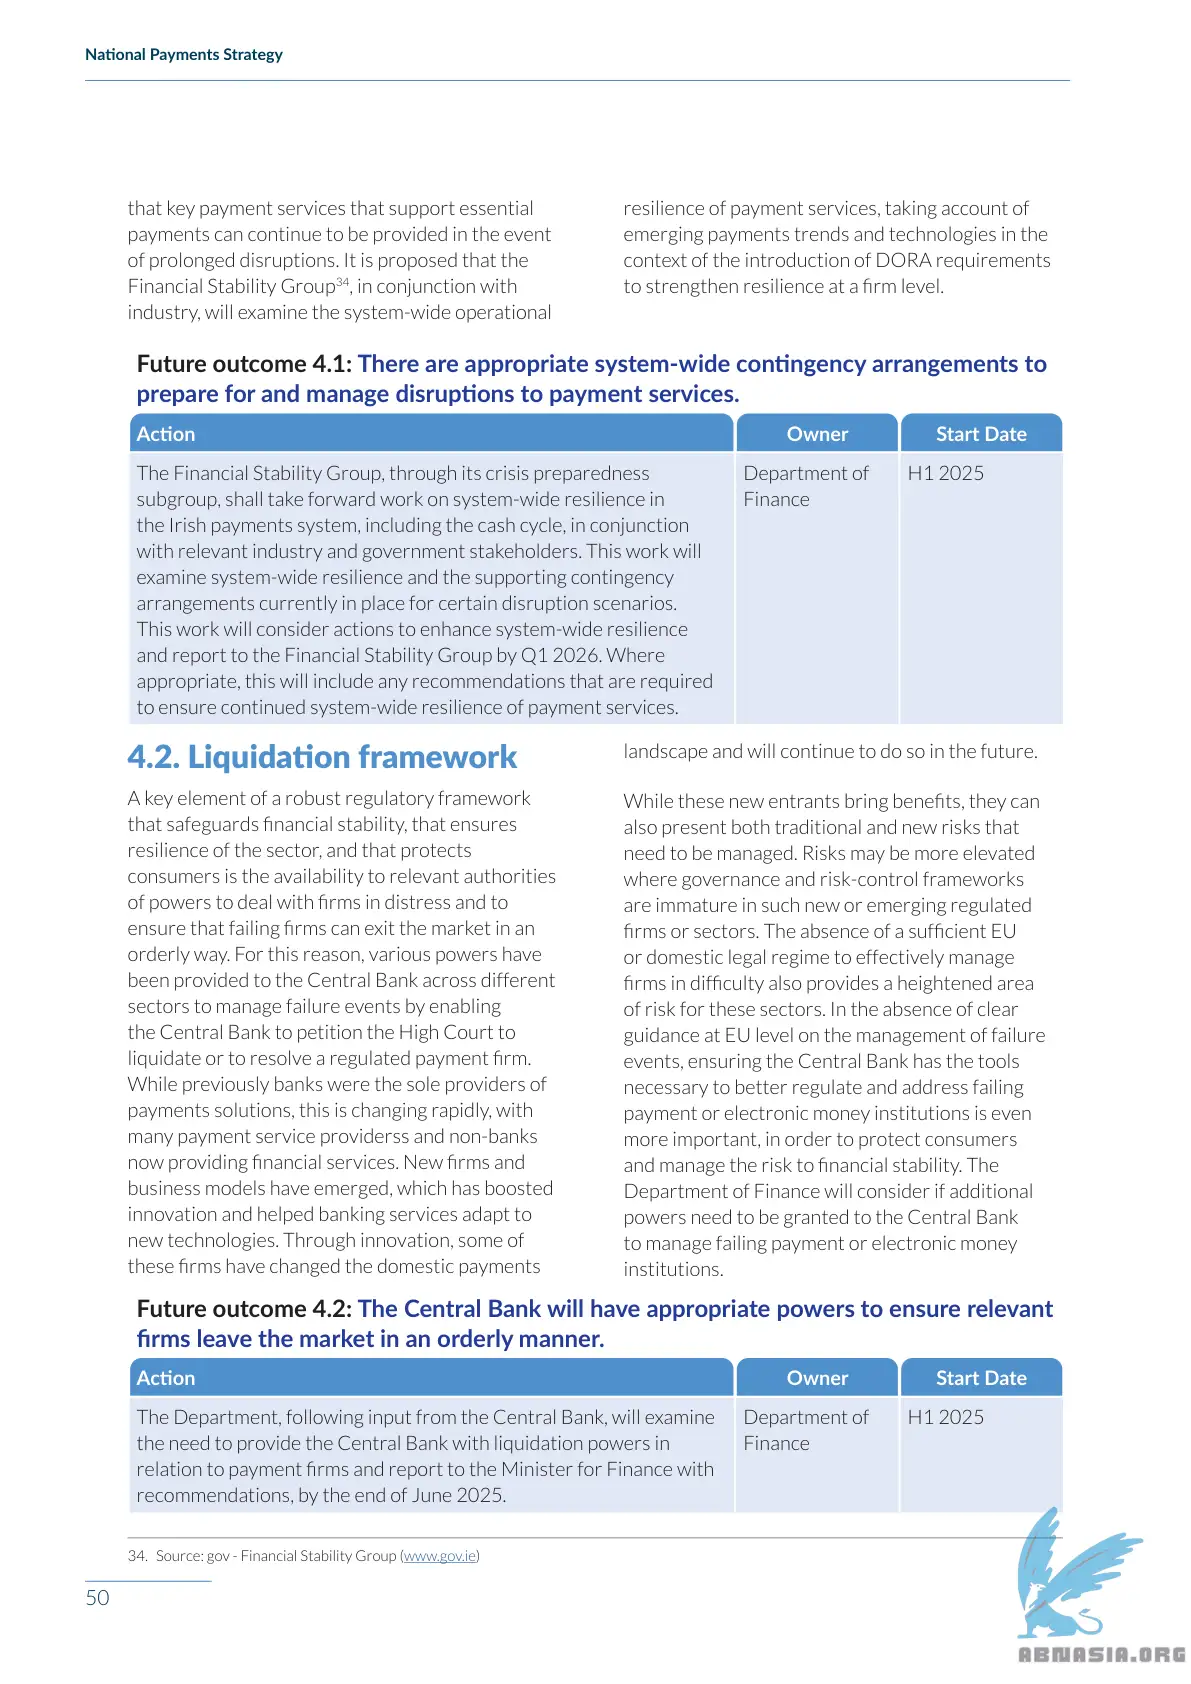 National Payments Strategy
that key payment services that support essential
payments can continue to be provided in the event
of prolonged disruptions. It is proposed that the
Financial Stability Group34, in conjunction with
industry, will examine the system-wide operational
resilience of payment services, taking account of
emerging payments trends and technologies in the
context of the introduction of DORA requirements
to strengthen resilience at a firm level.
Future outcome 4.1: There are appropriate system-wide contingency arrangements to
prepare for and manage disruptions to payment services.
Action Owner Start Date
The Financial Stability Group, through its crisis preparedness
subgroup, shall take forward work on system-wide resilience in
the Irish payments system, including the cash cycle, in conjunction
with relevant industry and government stakeholders. This work will
examine system-wide resilience and the supporting contingency
arrangements currently in place for certain disruption scenarios.
This work will consider actions to enhance system-wide resilience
and report to the Financial Stability Group by Q1 2026. Where
appropriate, this will include any recommendations that are required
to ensure continued system-wide resilience of payment services.
Department of
Finance
H1 2025
4.2. Liquidation framework
A key element of a robust regulatory framework
that safeguards financial stability, that ensures
resilience of the sector, and that protects
consumers is the availability to relevant authorities
of powers to deal with firms in distress and to
ensure that failing firms can exit the market in an
orderly way. For this reason, various powers have
been provided to the Central Bank across different
sectors to manage failure events by enabling
the Central Bank to petition the High Court to
liquidate or to resolve a regulated payment firm.
While previously banks were the sole providers of
payments solutions, this is changing rapidly, with
many payment service providerss and non-banks
now providing financial services. New firms and
business models have emerged, which has boosted
innovation and helped banking services adapt to
new technologies. Through innovation, some of
these firms have changed the domestic payments
landscape and will continue to do so in the future.
While these new entrants bring benefits, they can
also present both traditional and new risks that
need to be managed. Risks may be more elevated
where governance and risk-control frameworks
are immature in such new or emerging regulated
firms or sectors. The absence of a sufficient EU
or domestic legal regime to effectively manage
firms in difficulty also provides a heightened area
of risk for these sectors. In the absence of clear
guidance at EU level on the management of failure
events, ensuring the Central Bank has the tools
necessary to better regulate and address failing
payment or electronic money institutions is even
more important, in order to protect consumers
and manage the risk to financial stability. The
Department of Finance will consider if additional
powers need to be granted to the Central Bank
to manage failing payment or electronic money
institutions.
Future outcome 4.2: The Central Bank will have appropriate powers to ensure relevant
firms leave the market in an orderly manner.
Action Owner Start Date
The Department, following input from the Central Bank, will examine
the need to provide the Central Bank with liquidation powers in
relation to payment firms and report to the Minister for Finance with
recommendations, by the end of June 2025.
Department of
Finance
H1 2025
34. Source: gov - Financial Stability Group (www.gov.ie)
50
ABNASIA.ORG